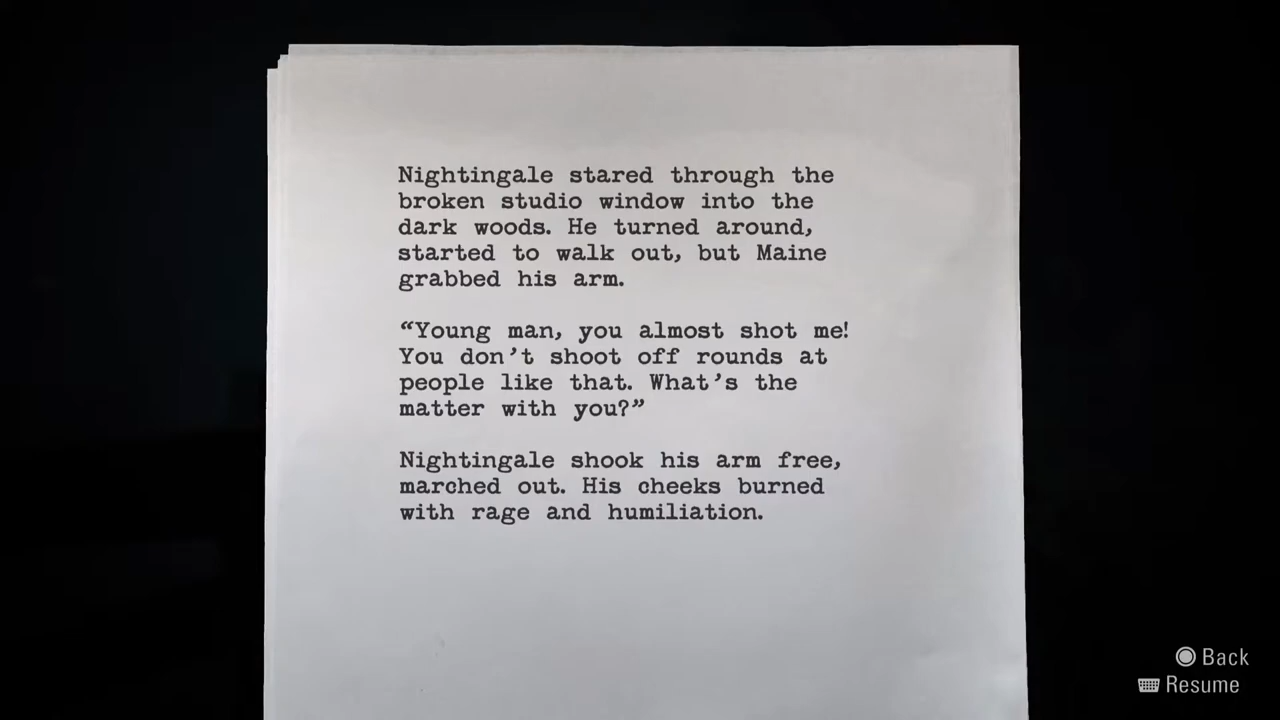 Nightingale stared through the
broken studio window into the
dark woods. He turned around,
started to walk out, but Maine
grabbed his arm.
“Young man, you almost shot me!
You don’t shoot off rounds at
people like that. What’s the
matter with you?”
Nightingale shook his arm free,
marched out. His cheeks burned
with rage and humiliation.
Back
Resume